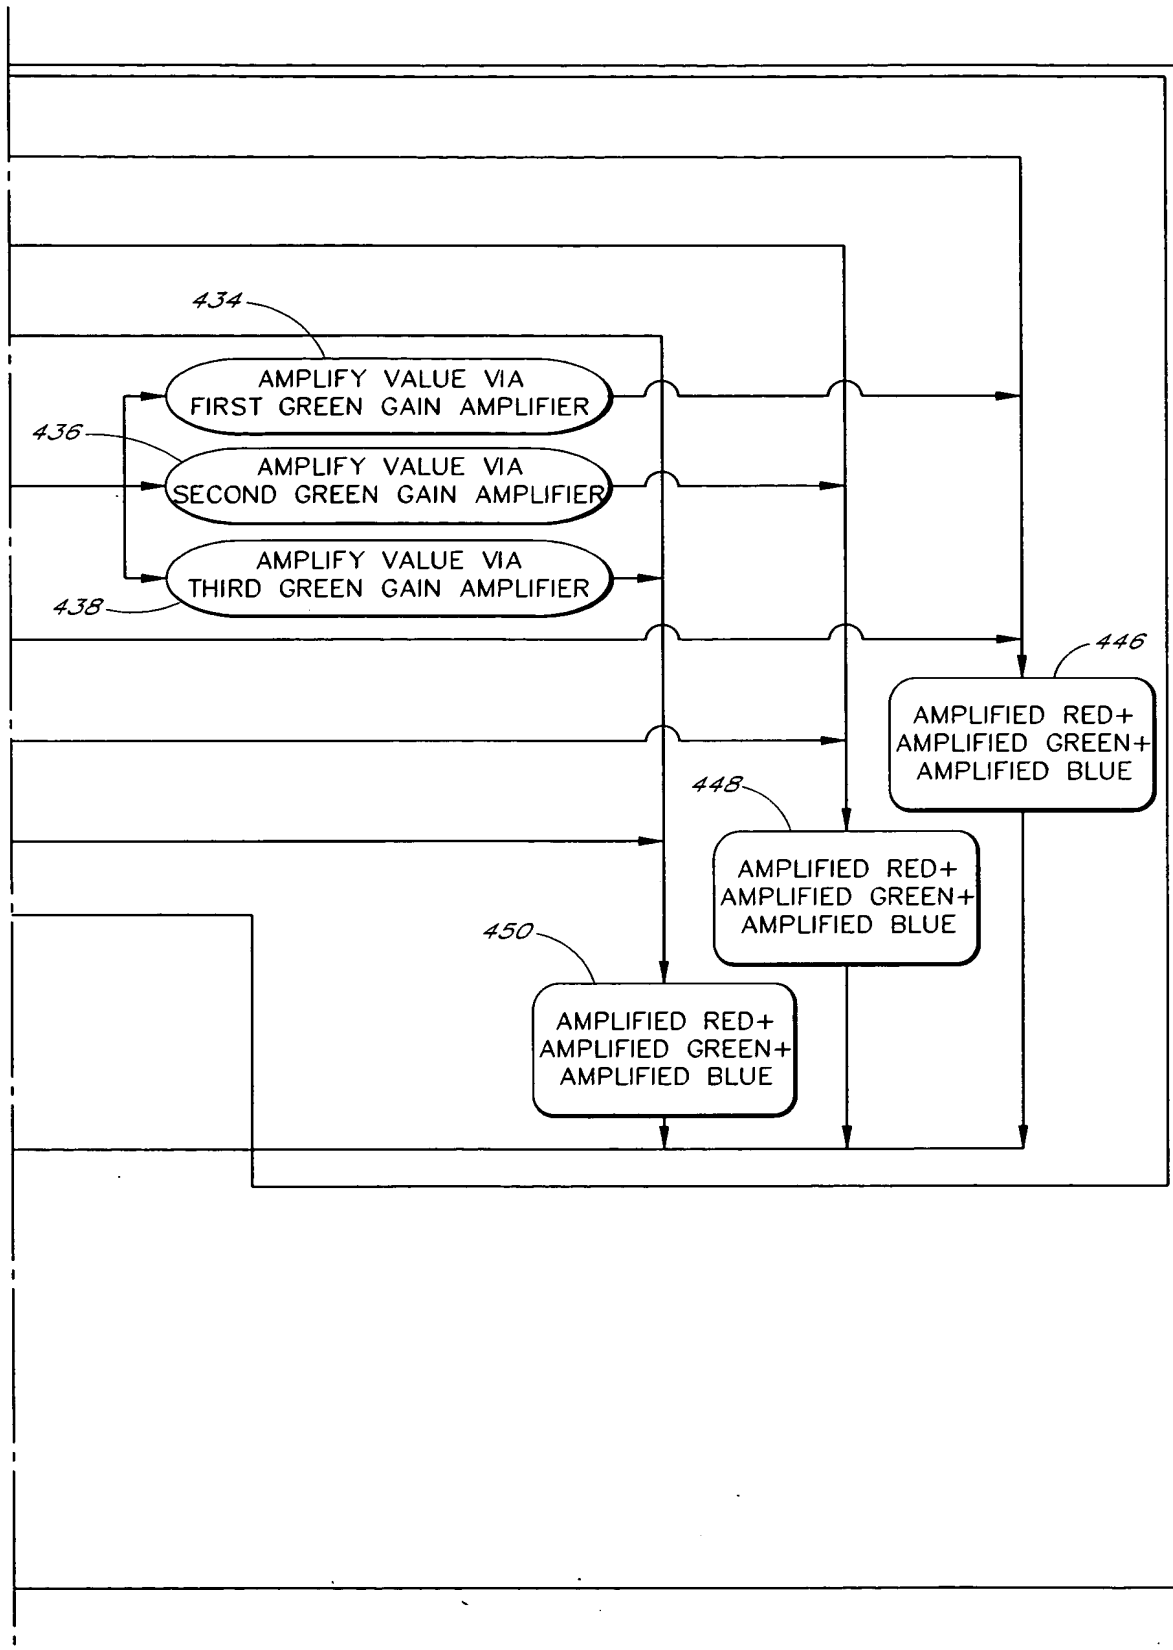 434
AMPLIFY VALUE VIA
FIRST GREEN GAIN AMPLIFIER
436
AMPLIFY VALUE VIA
SECOND GREEN GAIN AMPLIFIER
AMPLIFY VALUE VIA
THIRD GREEN GAIN AMPLIFIER
438
446
AMPLIFIED RED+
AMPLIFIED GREEN+
AMPLIFIED BLUE
448
AMPLIFIED RED+
AMPLIFIED GREEN+
AMPLIFIED BLUE
450
AMPLIFIED RED+
AMPLIFIED GREEN+
AMPLIFIED BLUE